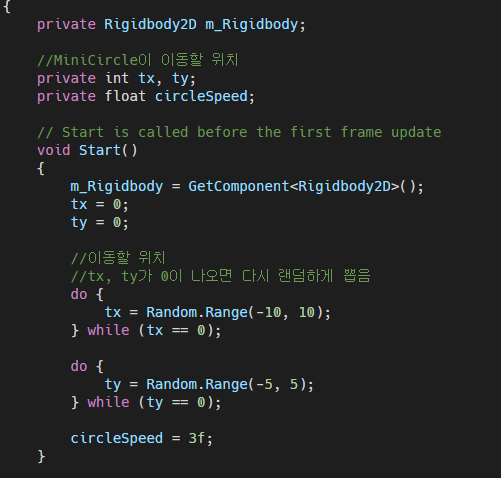 {
    private Rigidbody2D m_Rigidbody;

    //MiniCircle이 이동할 위치
    private int tx, ty;
    private float circleSpeed;

    // Start is called before the first frame update
    void Start()
    {
        m_Rigidbody = GetComponent<Rigidbody2D>();
        tx = 0;
        ty = 0;

        //이동할 위치
        //tx, ty가 0이 나오면 다시 랜덤하게 뽑음
        do {
            tx = Random.Range(-10, 10);
        } while (tx == 0);

        do {
            ty = Random.Range(-5, 5);
        } while (ty == 0);

        circleSpeed = 3f;
    }